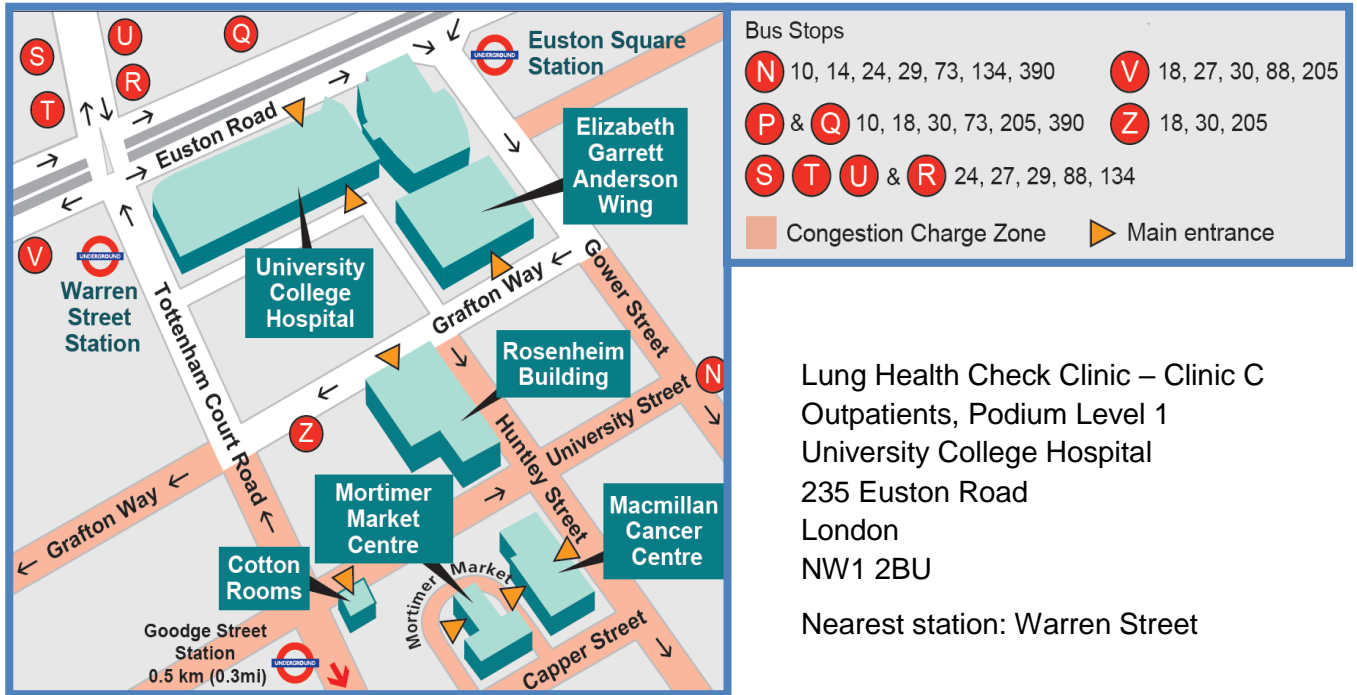 S
U
Q
T
R
UNDERGROUND
Euston Square
Station
Euston Road
Elizabeth
Garrett
Anderson
Wing
V
UNDERGROUND
Warren
Street
Station
University
College
Hospital
Tottenham Court Road
Grafton Way
Gower Street
Rosenheim
Building
N
Z
University Street
Huntley Street
Grafton Way
Mortimer
Market
Centre
Macmillan
Cancer
Centre
Cotton
Rooms
Mortimer Market
Goodge Street
Station
0.5 km (0.3mi)
UNDERGROUND
Capper Street
Bus Stops
N 10, 14, 24, 29, 73, 134, 390
V 18, 27, 30, 88, 205
P & Q 10, 18, 30, 73, 205, 390
Z 18, 30, 205
S T U & R 24, 27, 29, 88, 134
Congestion Charge Zone
Main entrance
Lung Health Check Clinic – Clinic C
Outpatients, Podium Level 1
University College Hospital
235 Euston Road
London
NW1 2BU
Nearest station: Warren Street